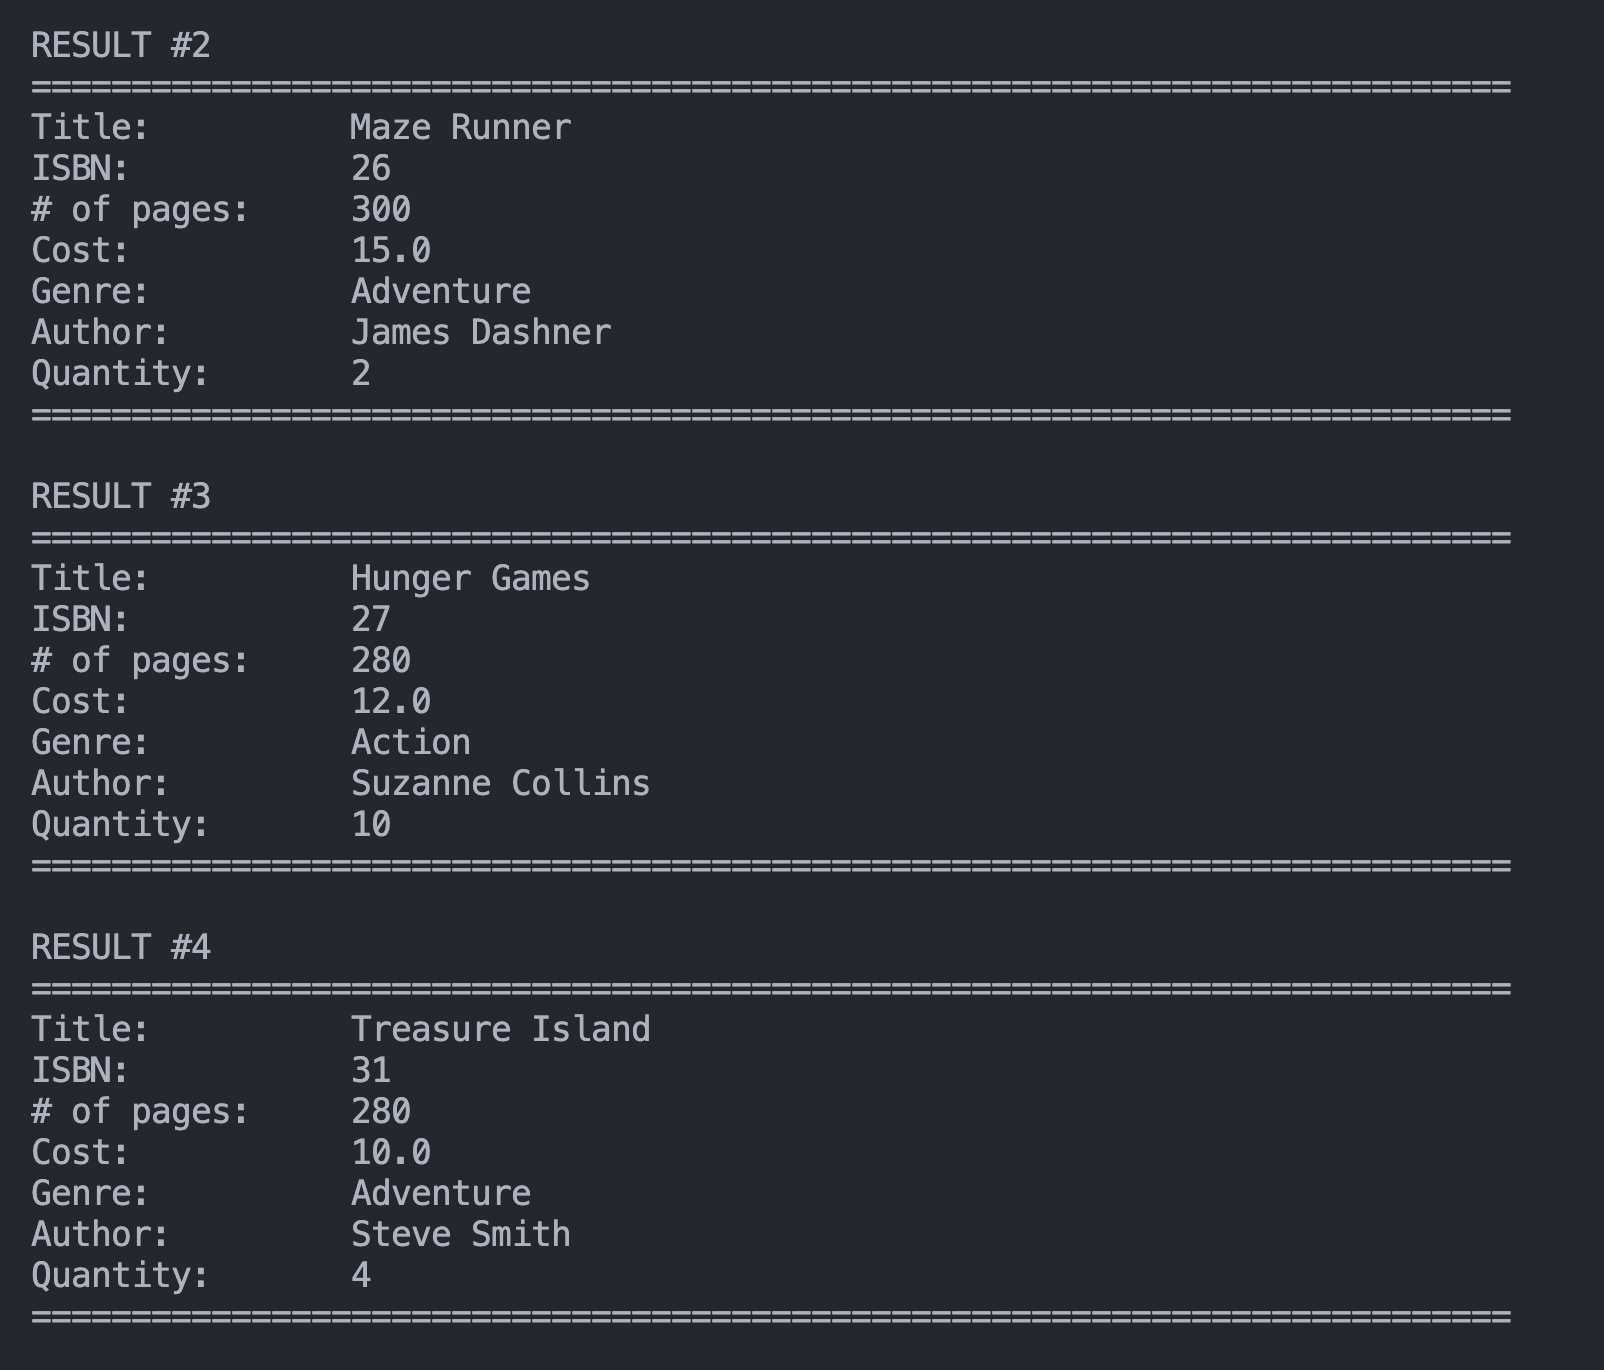 RESULT #2
==========================================================================
Title:          Maze Runner
ISBN:           26
# of pages:     300
Cost:           15.0
Genre:          Adventure
Author:         James Dashner
Quantity:       2
==========================================================================
RESULT #3
==========================================================================
Title:          Hunger Games
ISBN:           27
# of pages:     280
Cost:           12.0
Genre:          Action
Author:         Suzanne Collins
Quantity:       10
==========================================================================
RESULT #4
==========================================================================
Title:          Treasure Island
ISBN:           31
# of pages:     280
Cost:           10.0
Genre:          Adventure
Author:         Steve Smith
Quantity:       4
==========================================================================